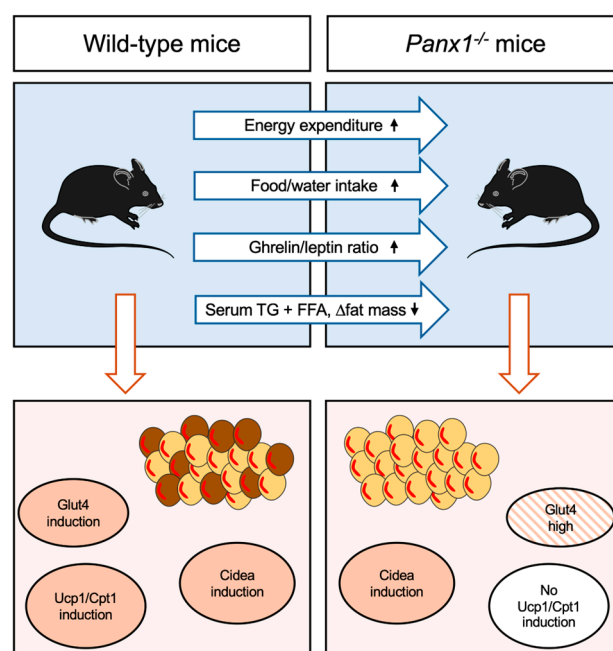 Wild-type mice
Panx1-/- mice
Energy expenditure ↑
Food/water intake ↑
Ghrelin/leptin ratio ↑
Serum TG + FFA, Δfat mass ↓
Glut4
induction
Ucp1/Cpt1
induction
Cidea
induction
Cidea
induction
Glut4
high
No
Ucp1/Cpt1
induction